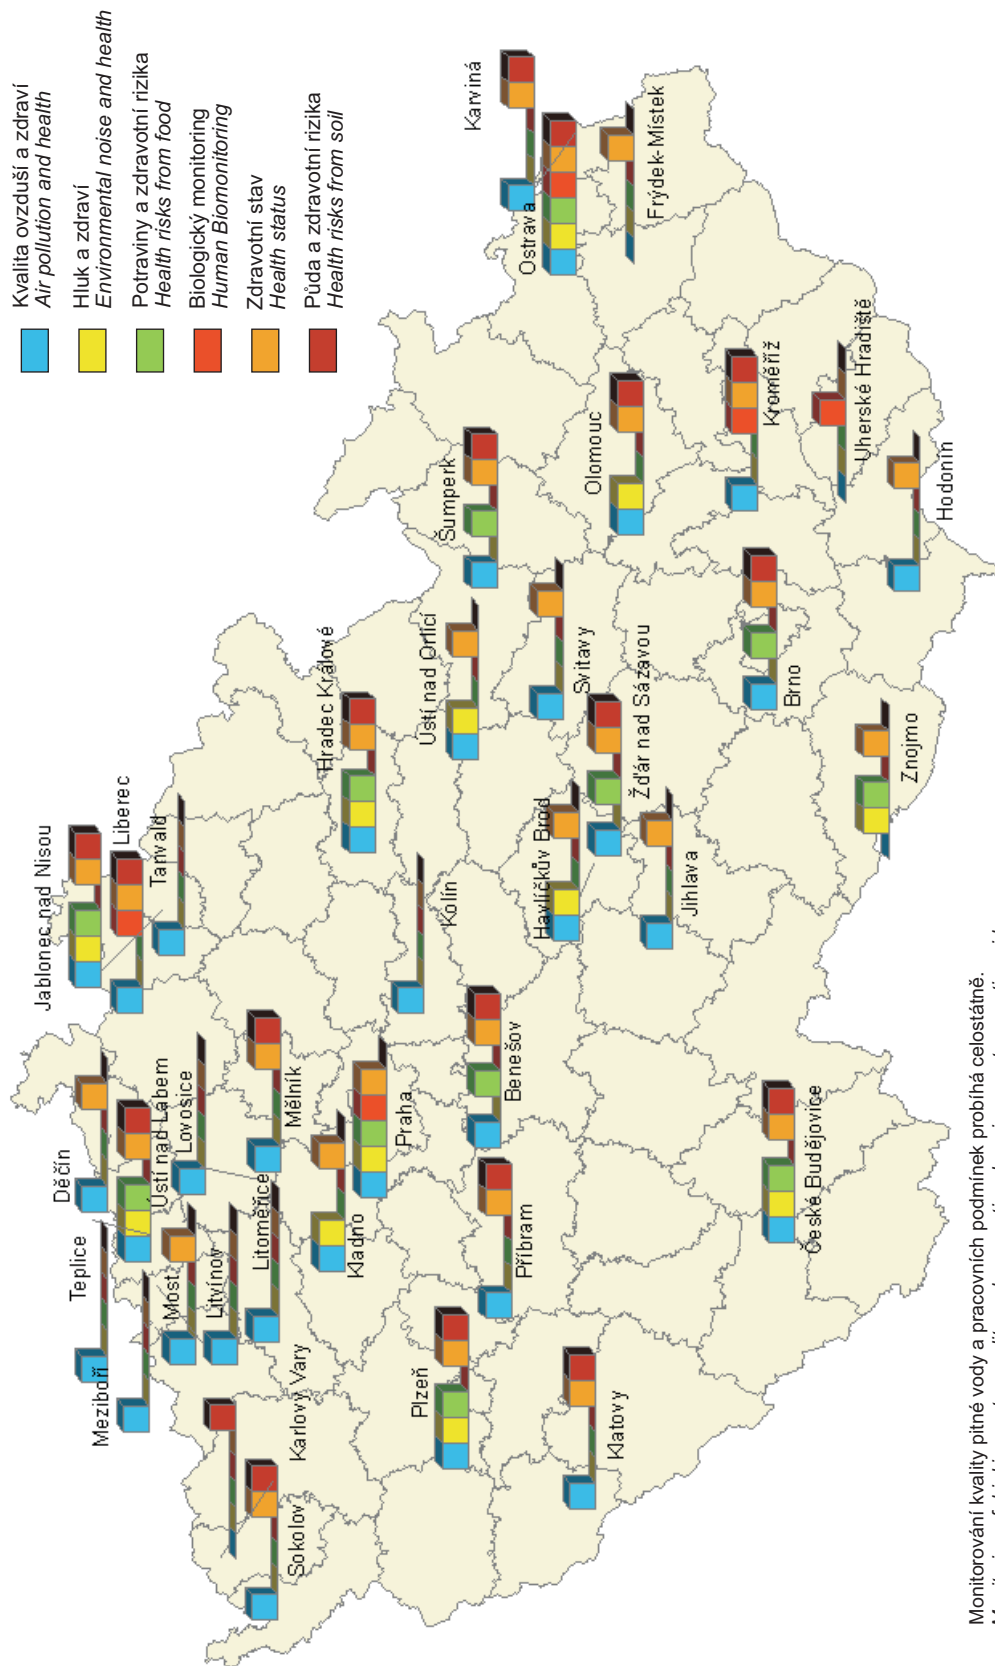 Kvalita ovzduší a zdraví
Air pollution and health
Hluk a zdraví
Environmental noise and health
Potraviny a zdravotní rizika
Health risks from food
Biologický monitoring
Human Biomonitoring
Zdravotní stav
Health status
Půda a zdravotní rizika
Health risks from soil
Jablonec nad Nisou
Děčín
Teplice
Meziboří
Liberec
Tanvald
Ústí nad Labem
Lovosice
Most
Litvínov
Litoměřice
Mělník
Karlovy Vary
Sokolov
Hradec Králové
Kladno
Praha
Kolín
Plzeň
Ústí nad Orlicí
Šumperk
Karviná
Ostrava
Frýdek-Místek
Benešov
Příbram
Havlíčkův Brod
Svitavy
Olomouc
Klatovy
Žďár nad Sázavou
Jihlava
Kroměříž
Brno
České Budějovice
Uherské Hradiště
Znojmo
Hodonín
Monitorování kvality pitné vody a pracovních podmínek probíhá celostátně.